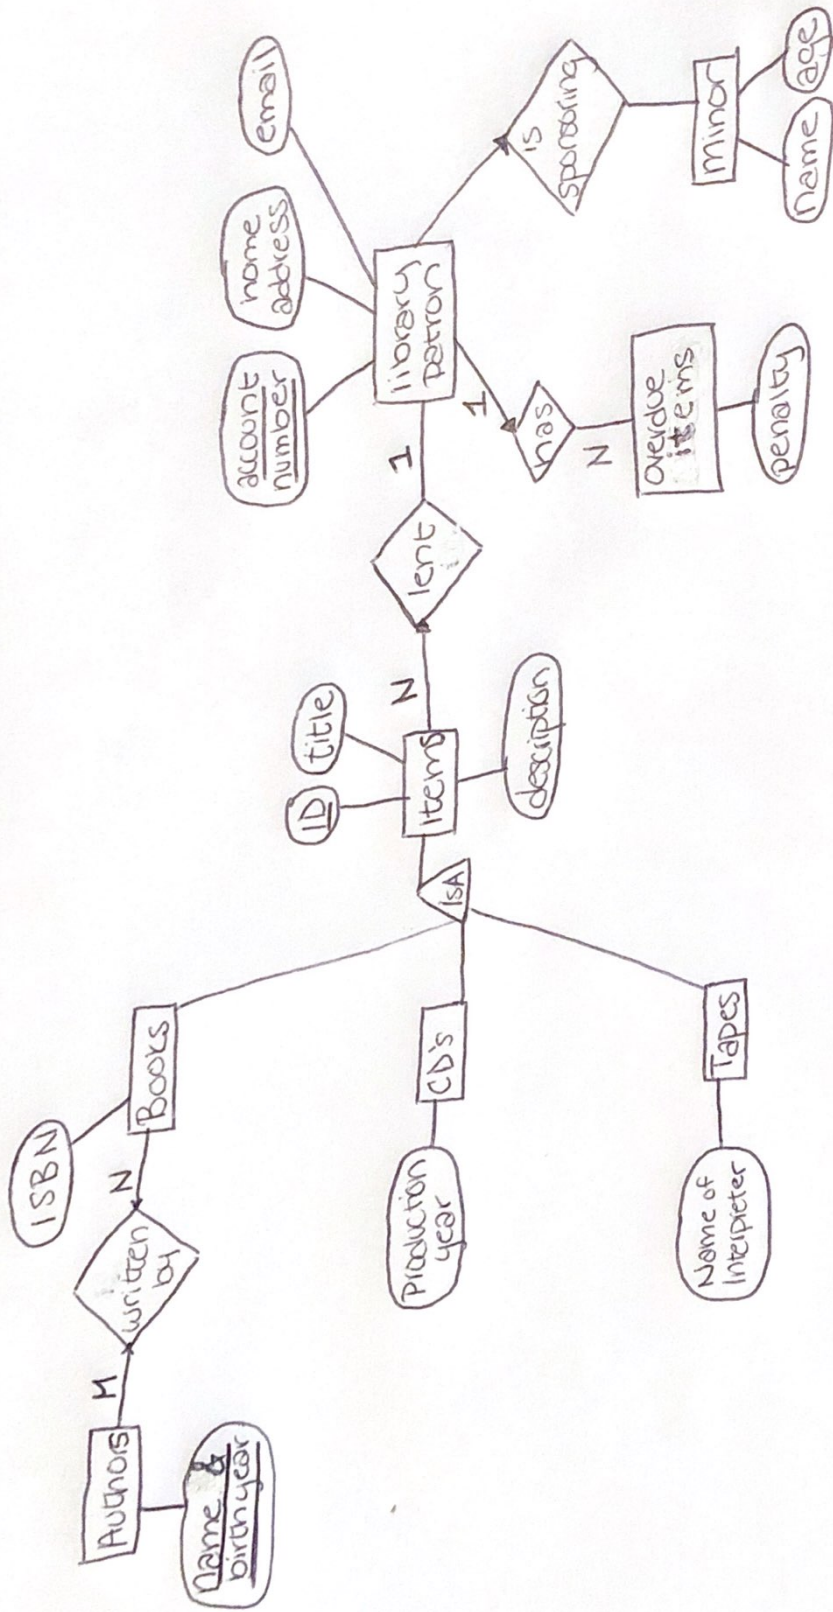 email
home
address
account
number
library
patron
is
sponsoring
minor
name
age
1
has
N
overdue
items
penalty
1
lent
N
ID
title
Items
description
ISA
ISBN
Books
N
written
by
M
Authors
Name &
birthyear
CD's
Production
year
Tapes
Name of
Interpreter